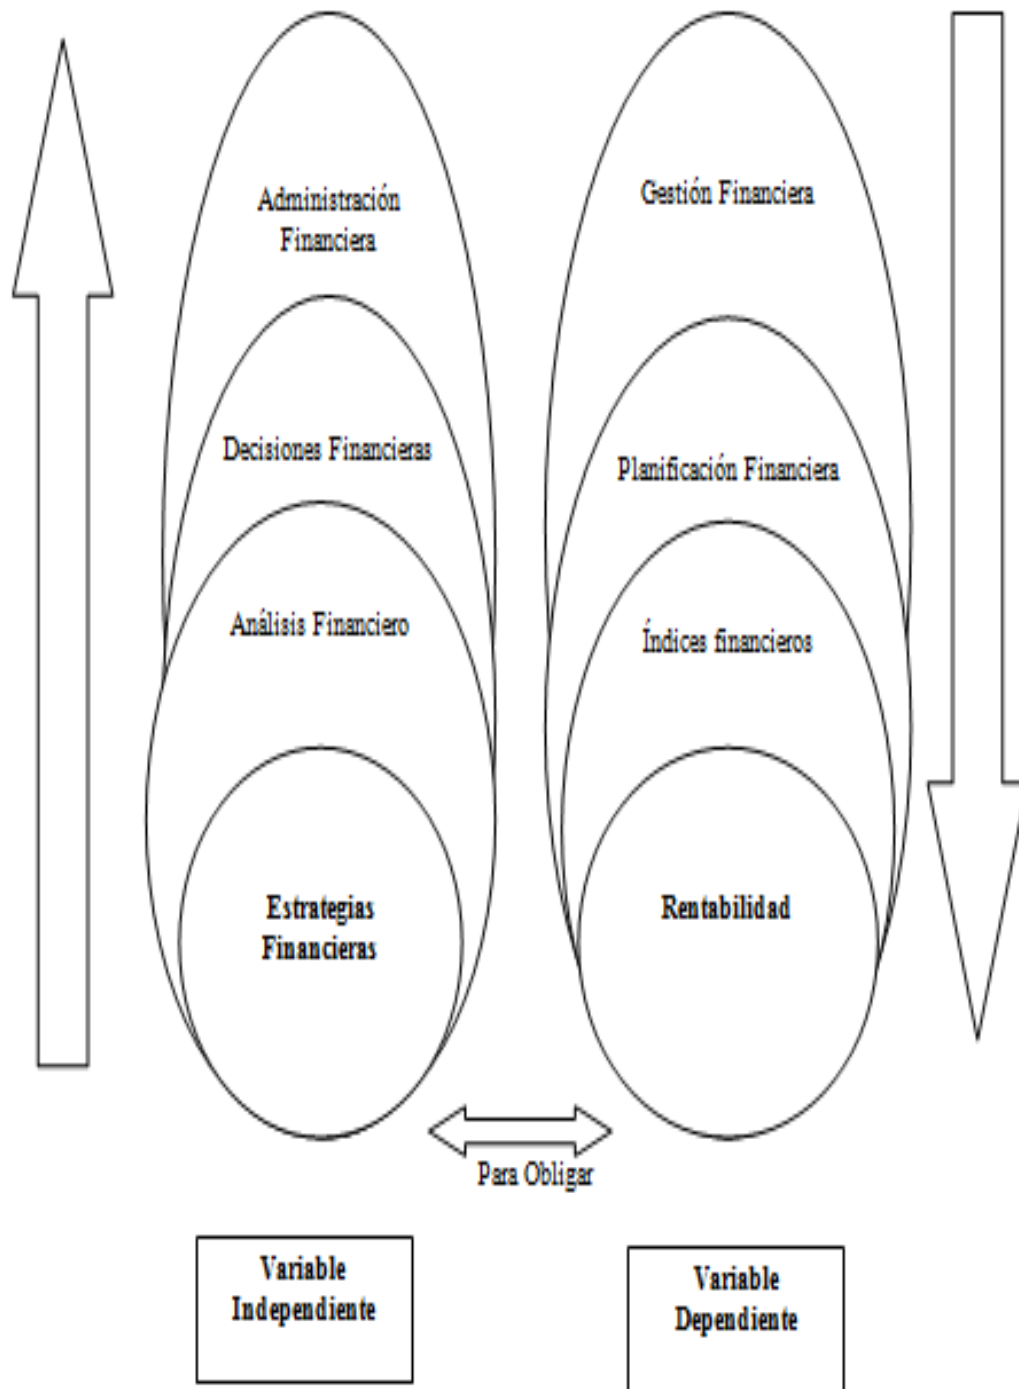 Administración
Financiera
Gestión Financiera
Decisiones Financieras
Planificación Financiera
Análisis Financiero
Índices financieros
Estrategias
Financieras
Rentabilidad
Para Obligar
Variable
Independiente
Variable
Dependiente